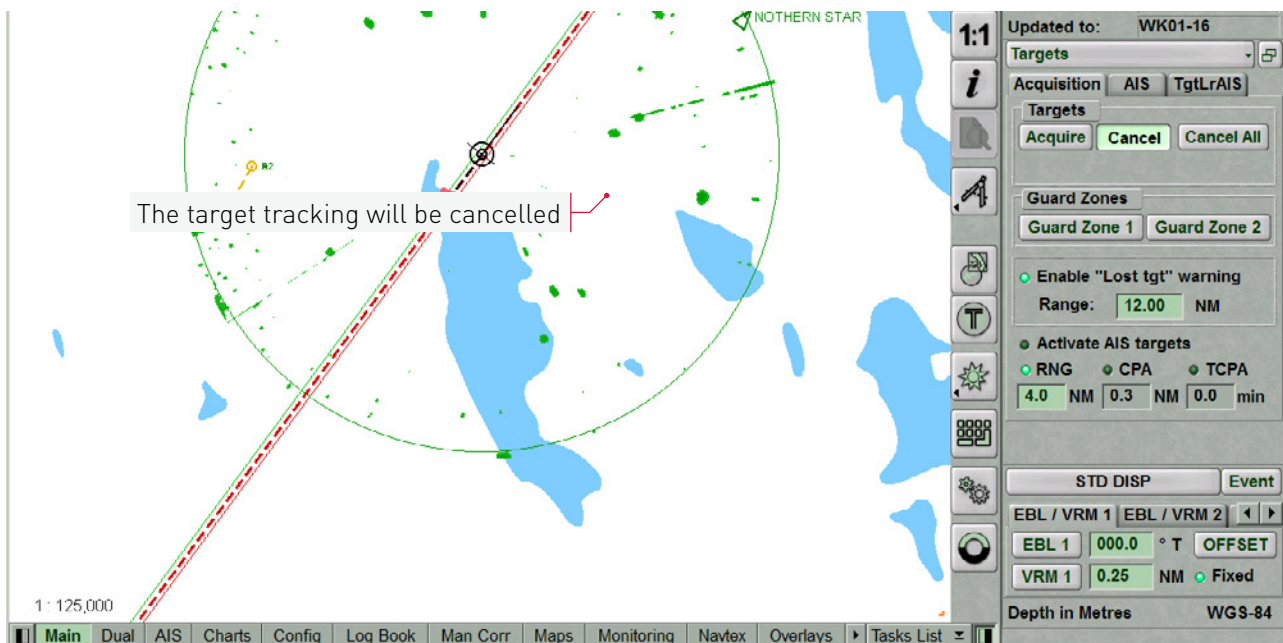 NOTHERN STAR
R2
The target tracking will be cancelled
1 : 125,000
1:1
i
T
Updated to: WK01-16
Targets
Acquisition AIS TgtLrAIS
Targets
Acquire Cancel Cancel All
Guard Zones
Guard Zone 1 Guard Zone 2
Enable "Lost tgt" warning
Range: 12.00 NM
Activate AIS targets
RNG CPA TCPA
4.0 NM 0.3 NM 0.0 min
STD DISP Event
EBL / VRM 1 EBL / VRM 2
EBL 1 000.0 ° T OFFSET
VRM 1 0.25 NM Fixed
Depth in Metres WGS-84
Main Dual AIS Charts Config Log Book Man Corr Maps Monitoring Navtex Overlays Tasks List